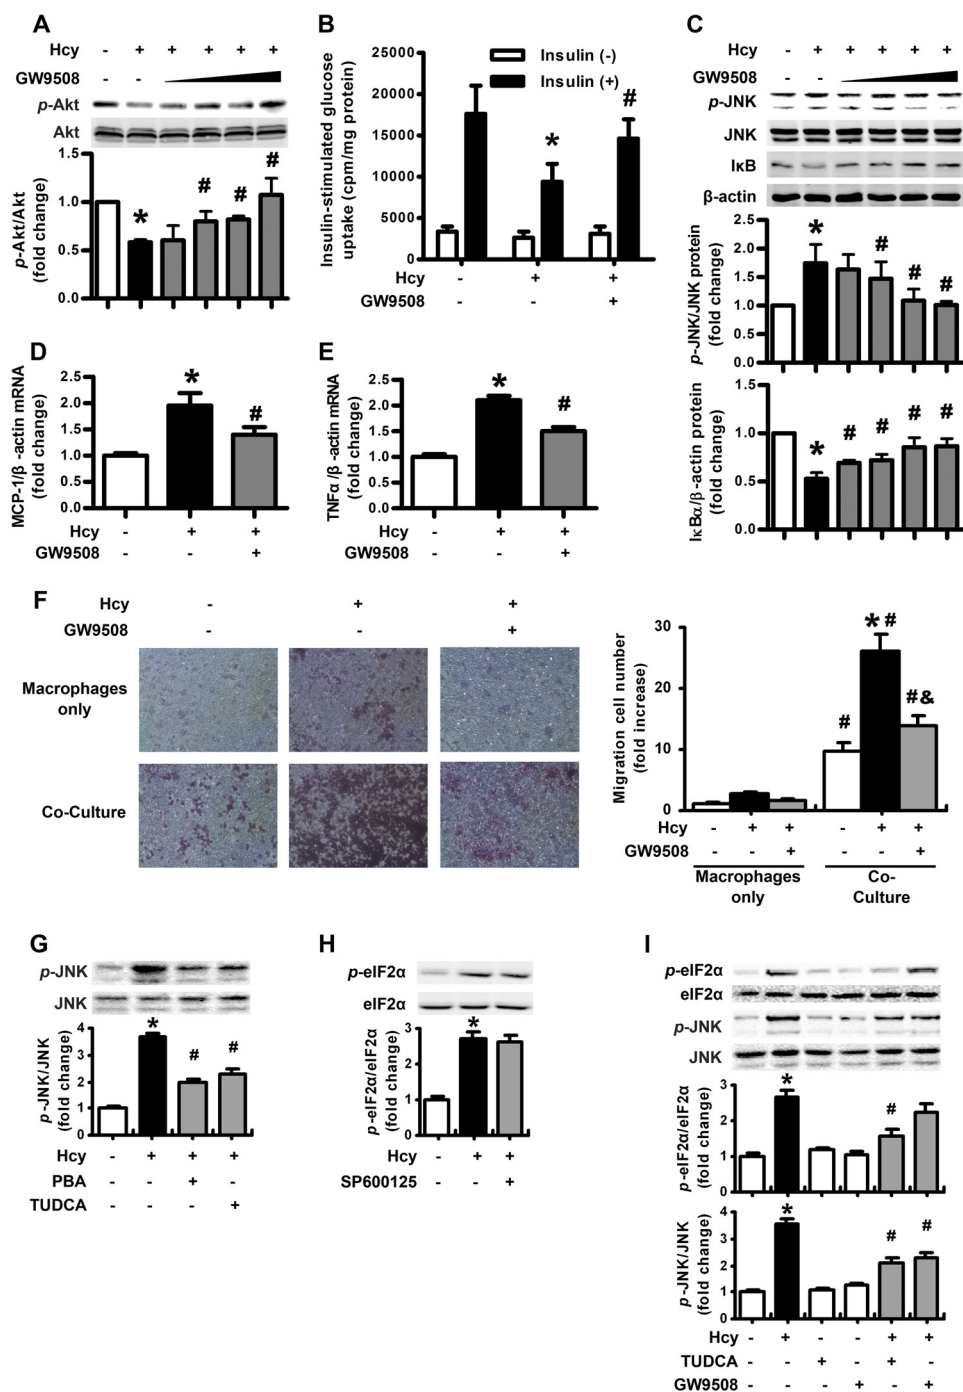 A
Hcy - + + + + +
GW9508 - -
p-Akt
Akt
p-Akt/Akt
(fold change)
1.5
1.0
0.5
0.0
*
#
#
#
B
Insulin-stimulated glucose
uptake (cpm/mg protein)
25000
20000
15000
10000
5000
0
Insulin (-)
Insulin (+)
*
#
Hcy - + +
GW9508 - - +
C
Hcy - + + + + +
GW9508 - -
p-JNK
JNK
IκB
β-actin
p-JNK/JNK protein
(fold change)
2.0
1.5
1.0
0.5
0.0
*
#
#
#
IκBα/β-actin protein
(fold change)
1.5
1.0
0.5
0.0
*
#
#
#
#
D
MCP-1/β -actin mRNA
(fold change)
2.5
2.0
1.5
1.0
0.5
0.0
*
#
Hcy - + +
GW9508 - - +
E
TNFα/β -actin mRNA
(fold change)
2.5
2.0
1.5
1.0
0.5
0.0
*
#
Hcy - + +
GW9508 - - +
F
Hcy - + +
GW9508 - - +
Macrophages
only
Co-Culture
Migration cell number
(fold increase)
30
20
10
0
#
*#
#&
Hcy - + + - + +
GW9508 - - + - - +
Macrophages
only
Co-
Culture
G
p-JNK
JNK
p-JNK/JNK
(fold change)
4
3
2
1
0
*
#
#
Hcy - + + +
PBA - - + -
TUDCA - - - +
H
p-eIF2α
eIF2α
p-eIF2α/eIF2α
(fold change)
3
2
1
0
*
Hcy - + +
SP600125 - - +
I
p-eIF2α
eIF2α
p-JNK
JNK
p-eIF2α/eIF2α
(fold change)
3
2
1
0
*
#
p-JNK/JNK
(fold change)
4
3
2
1
0
*
#
#
Hcy - + - - + +
TUDCA - - + - + -
GW9508 - - - + - +